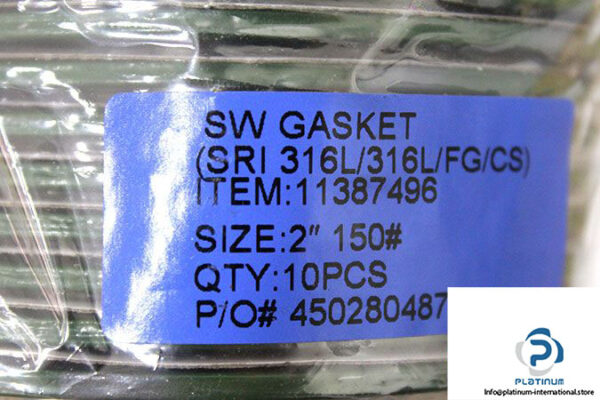 SW GASKET
(SRI 316L/316L/FG/CS)
ITEM:11387496
SIZE:2" 150#
QTY:10PCS
P/O# 450280487
PLATINUM
Info@platinum-international.store